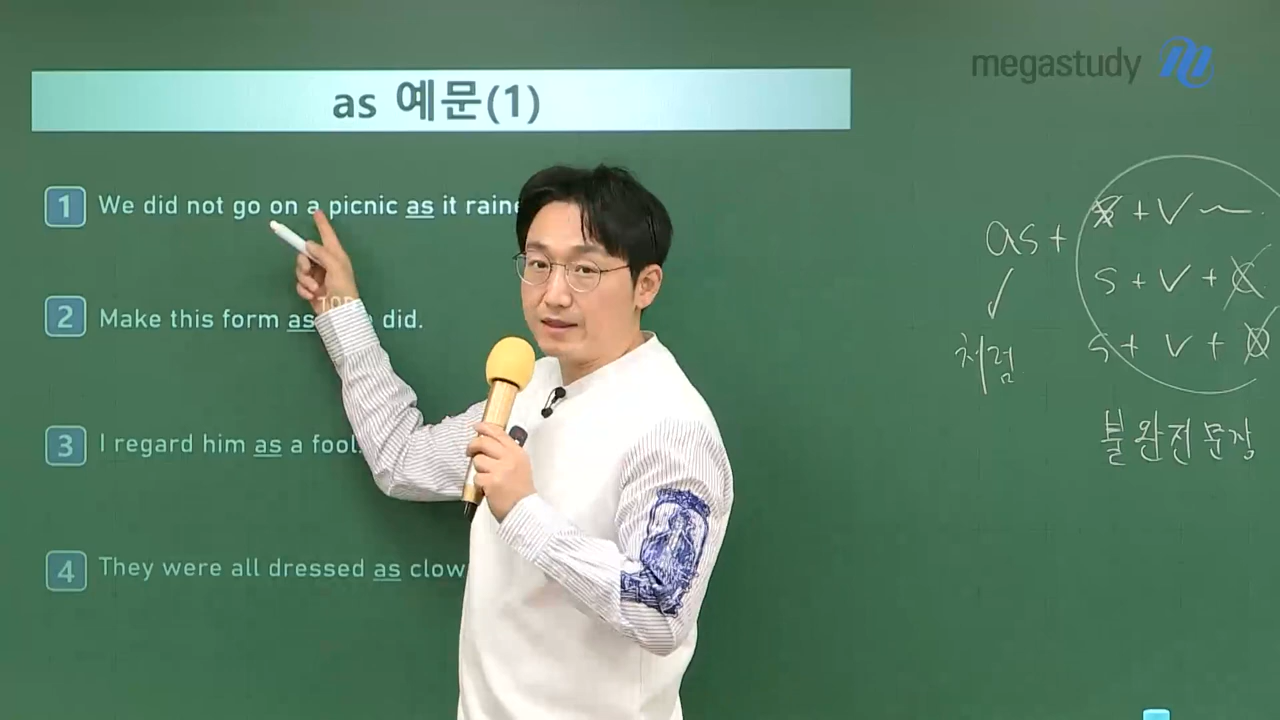 megastudy
as 예문(1)
1 We did not go on a picnic as it raine
2 Make this form as did.
3 I regard him as a fool.
4 They were all dressed as clow
as+
s + v
s + v +
s + v +
처럼
불완전문장